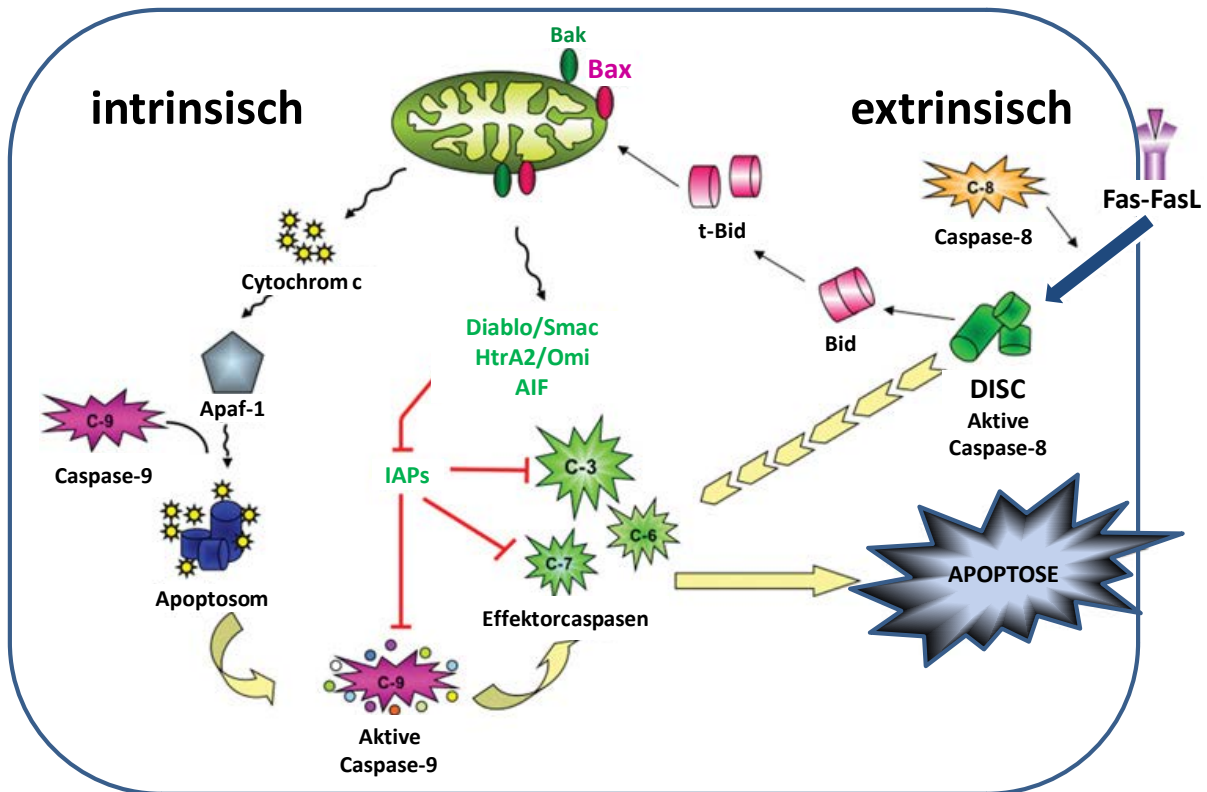 Bak
Bax
intrinsisch
extrinsisch
C-8
Caspase-8
Fas-FasL
t-Bid
Cytochrom c
Bid
Diablo/Smac
HtrA2/Omi
AIF
DISC
Aktive
Caspase-8
Apaf-1
C-9
Caspase-9
IAPs
C-3
C-6
C-7
Apoptosom
Effektorcaspasen
APOPTOSE
C-9
Aktive
Caspase-9